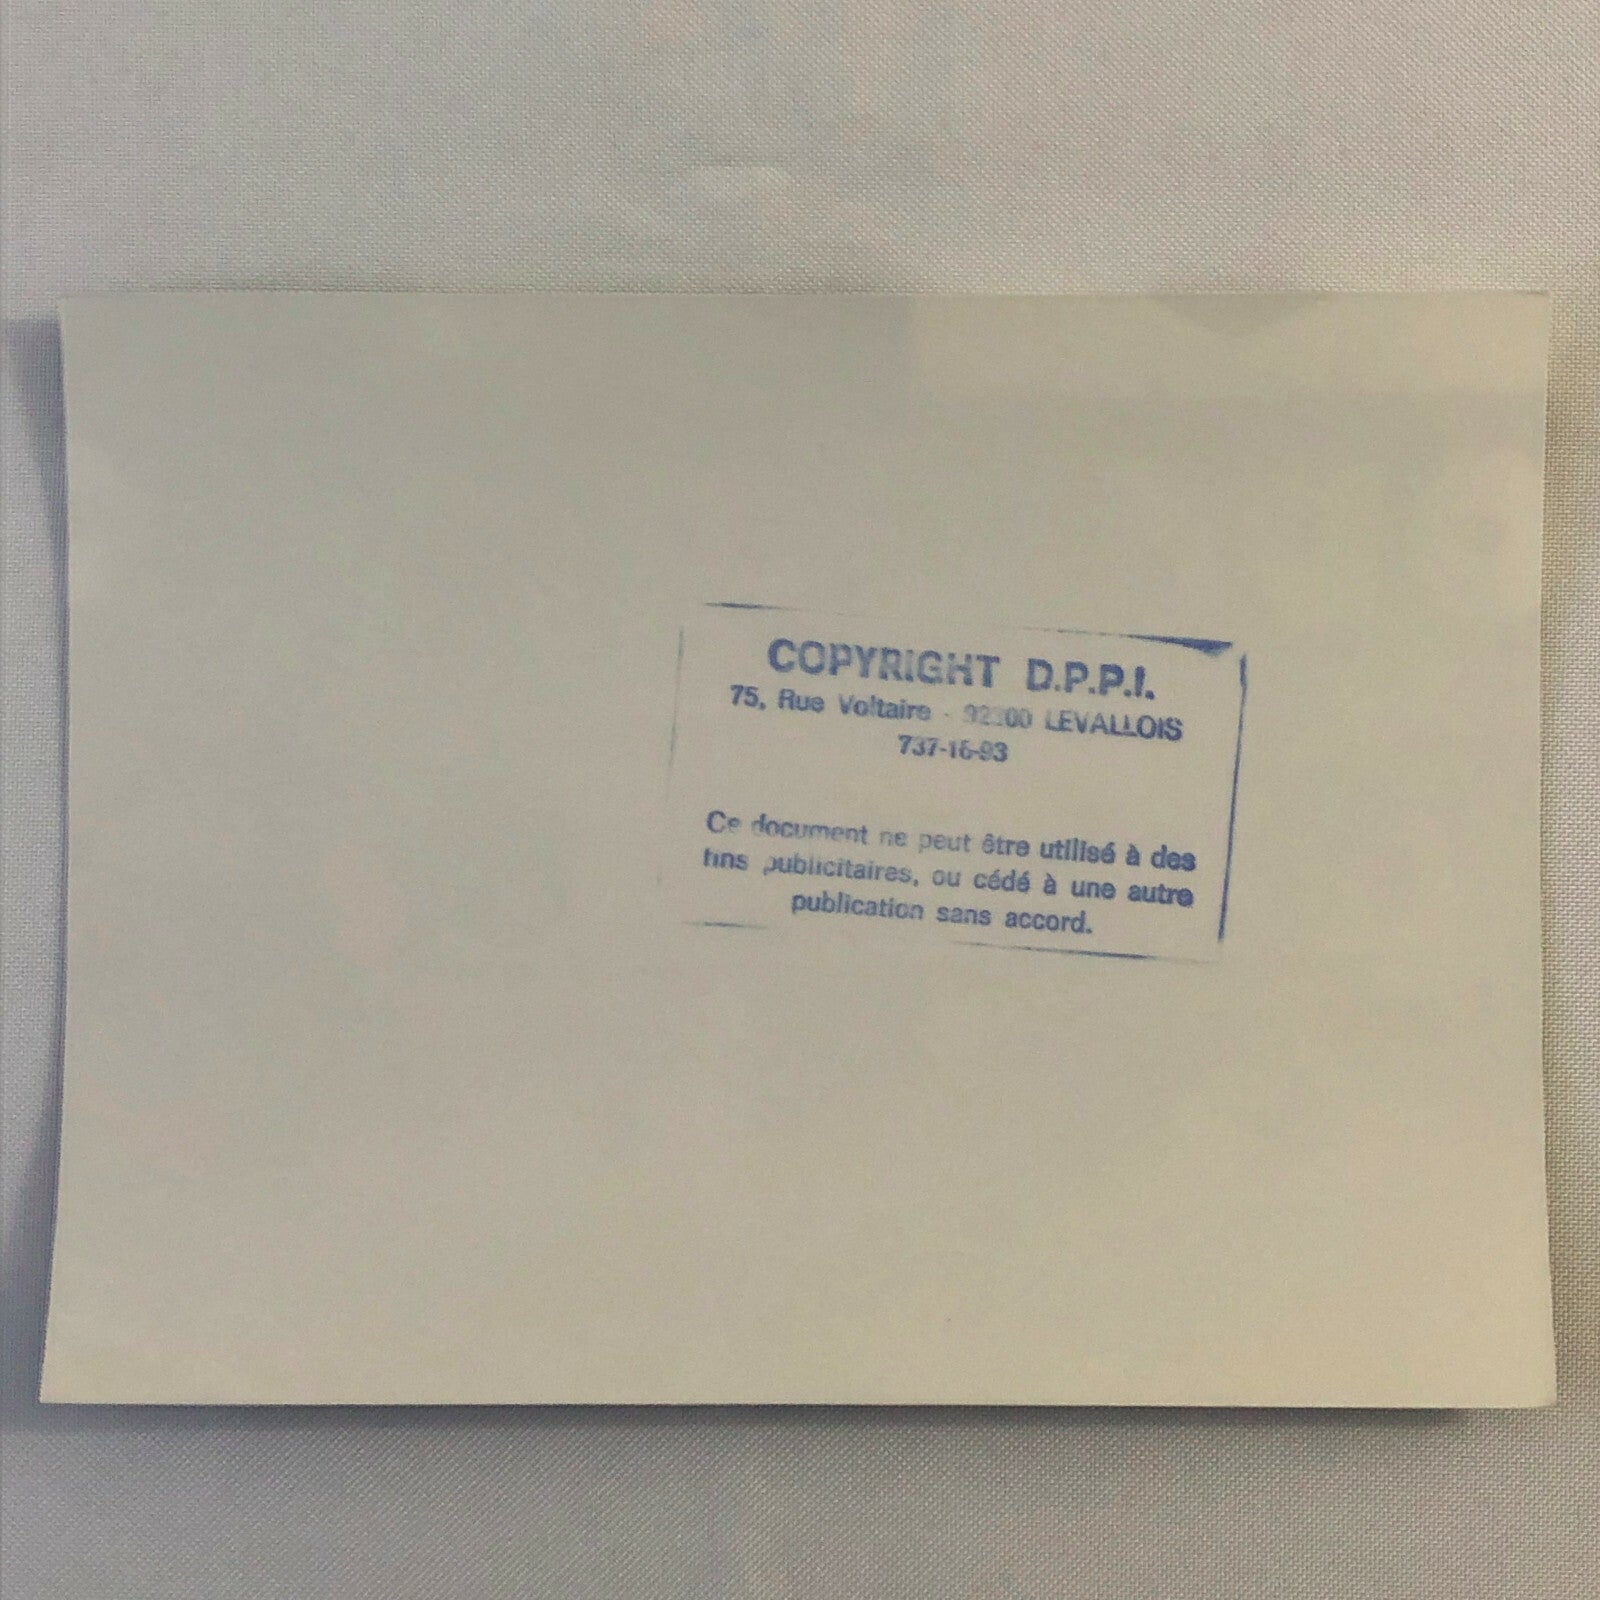 COPYRIGHT D.P.P.I.
75, Rue Voltaire - 92300 LEVALLOIS
737-16-93
Ce document ne peut être utilisé à des
fins publicitaires, ou cédé à une autre
publication sans accord.